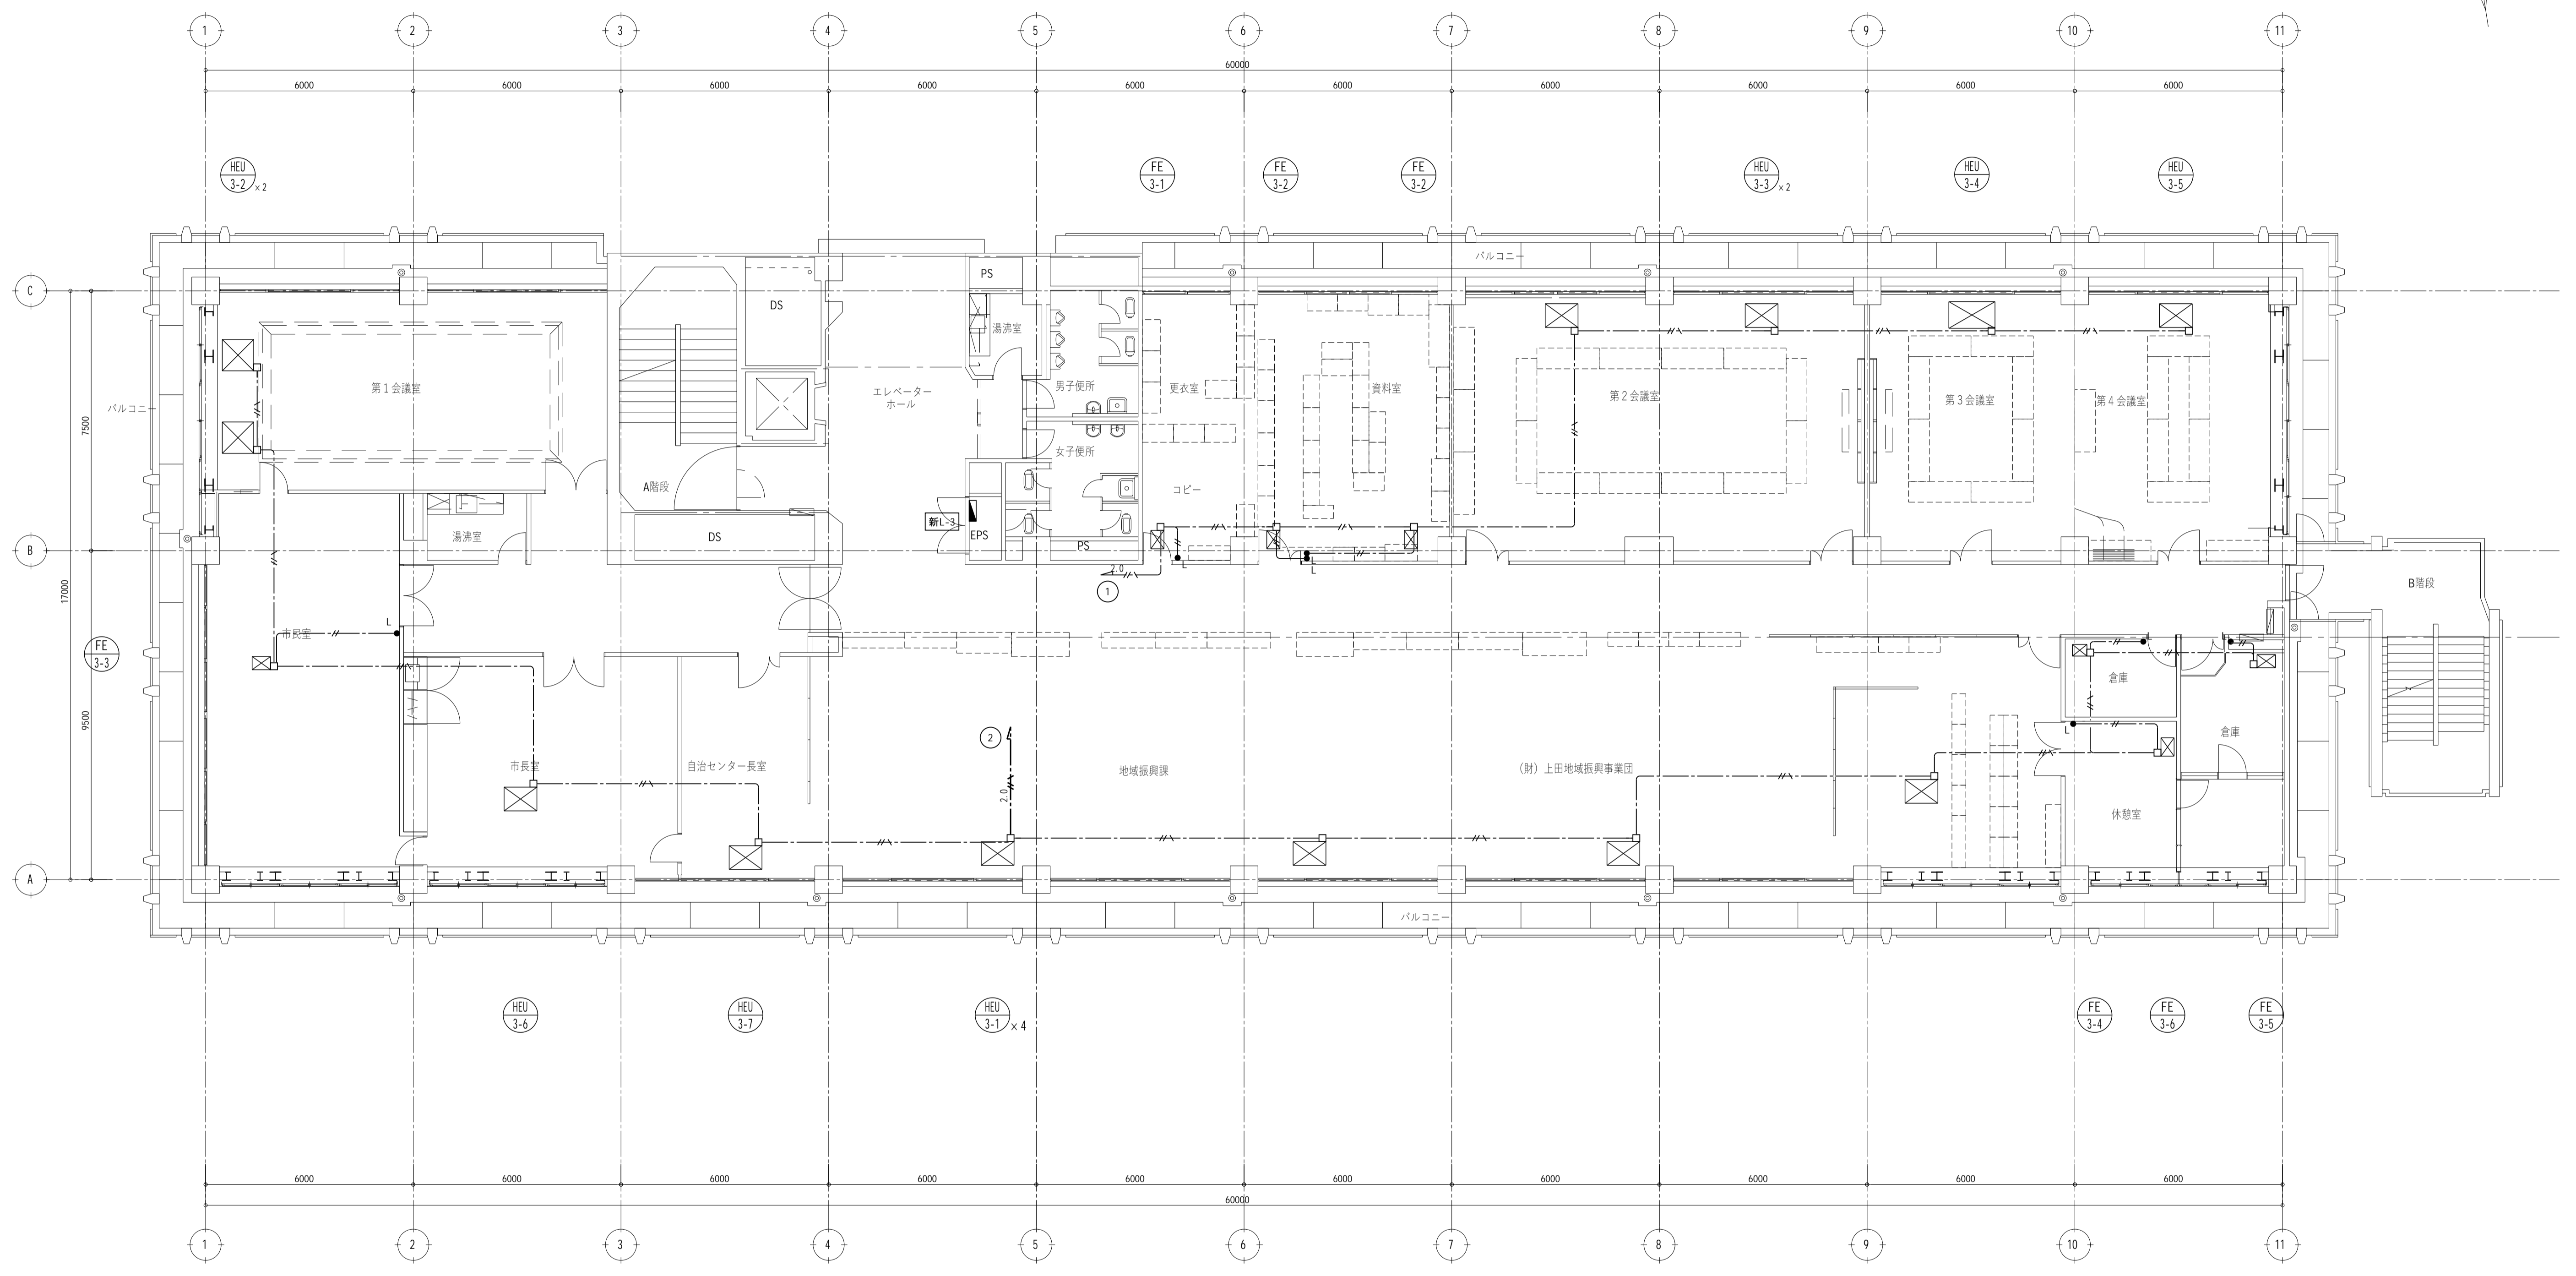 1 2 3 4 5 6 7 8 9 10 11
60000
6000 6000 6000 6000 6000 6000 6000 6000 6000 6000
HEU
3-2 ×2
FE
3-1
FE
3-2
FE
3-2
HEU
3-3 ×2
HEU
3-4
HEU
3-5
バルコニー
C
PS
DS
湯沸室
第1会議室
エレベーター
ホール
男子便所
更衣室
資料室
第2会議室
第3会議室
第4会議室
バルコニー
7500
女子便所
A階段
コピー
新L-3
EPS
湯沸室
DS
PS
B
L
L
L
2.0
1
B階段
17000
L
市民室
FE
3-3
倉庫
9500
L
倉庫
2
市長室
自治センター長室
地域振興課
(財)上田地域振興事業団
2.0
休憩室
A
バルコニー
HEU
3-6
HEU
3-7
HEU
3-1 ×4
FE
3-4
FE
3-6
FE
3-5
6000 6000 6000 6000 6000 6000 6000 6000 6000 6000
60000
1 2 3 4 5 6 7 8 9 10 11